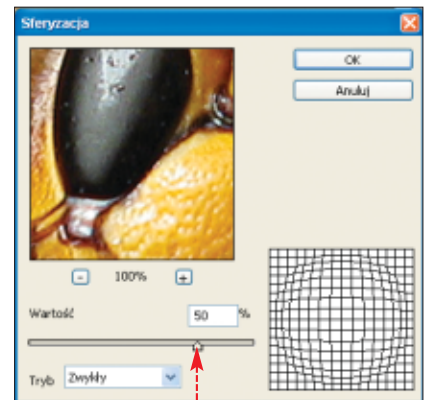 Sferyzacja
OK
Anuluj
- 100% +
Wartość 50 %
Tryb Zwykły